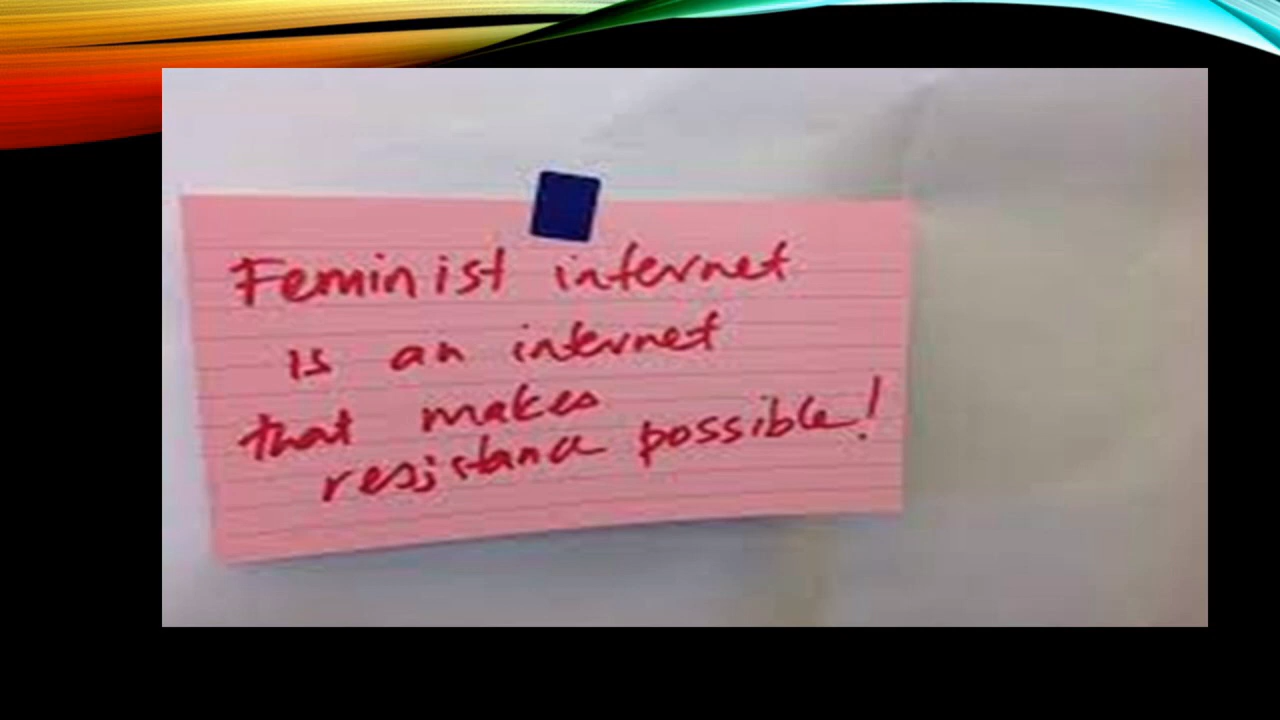 Feminist internet
is an internet
that makes
resistance possible!